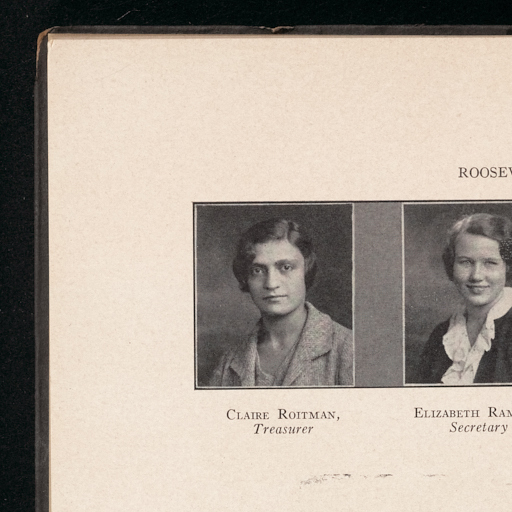 ROOSEV
Claire Roitman,
Treasurer
Elizabeth Ram
Secretary